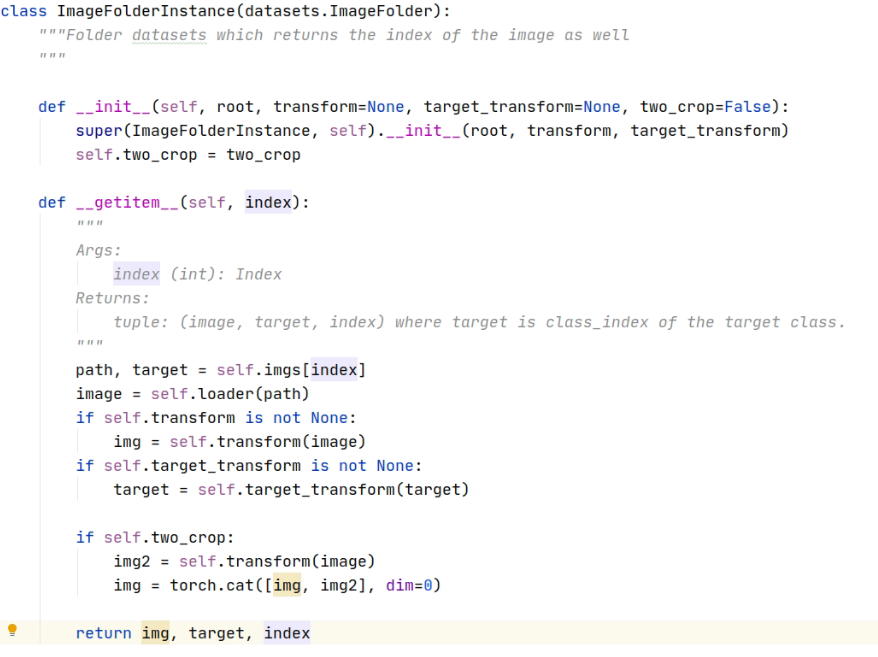 class ImageFolderInstance(datasets.ImageFolder):
    """Folder datasets which returns the index of the image as well
    """
    def __init__(self, root, transform=None, target_transform=None, two_crop=False):
        super(ImageFolderInstance, self).__init__(root, transform, target_transform)
        self.two_crop = two_crop
    def __getitem__(self, index):
        """
        Args:
            index (int): Index
        Returns:
            tuple: (image, target, index) where target is class_index of the target class.
        """
        path, target = self.imgs[index]
        image = self.loader(path)
        if self.transform is not None:
            img = self.transform(image)
        if self.target_transform is not None:
            target = self.target_transform(target)
        if self.two_crop:
            img2 = self.transform(image)
            img = torch.cat([img, img2], dim=0)
        return img, target, index